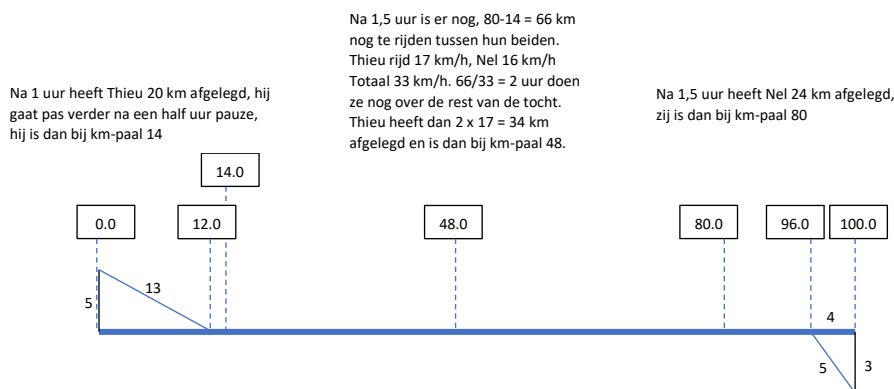 Na 1,5 uur is er nog, 80-14 = 66 km
nog te rijden tussen hun beiden.
Thieu rijd 17 km/h, Nel 16 km/h
Totaal 33 km/h. 66/33 = 2 uur doen
ze nog over de rest van de tocht.
Thieu heeft dan 2 x 17 = 34 km
afgelegd en is dan bij km-paal 48.
Na 1 uur heeft Thieu 20 km afgelegd, hij
gaat pas verder na een half uur pauze,
hij is dan bij km-paal 14
Na 1,5 uur heeft Nel 24 km afgelegd,
zij is dan bij km-paal 80
14.0
0.0
12.0
48.0
80.0
96.0
100.0
13
5
4
5
3